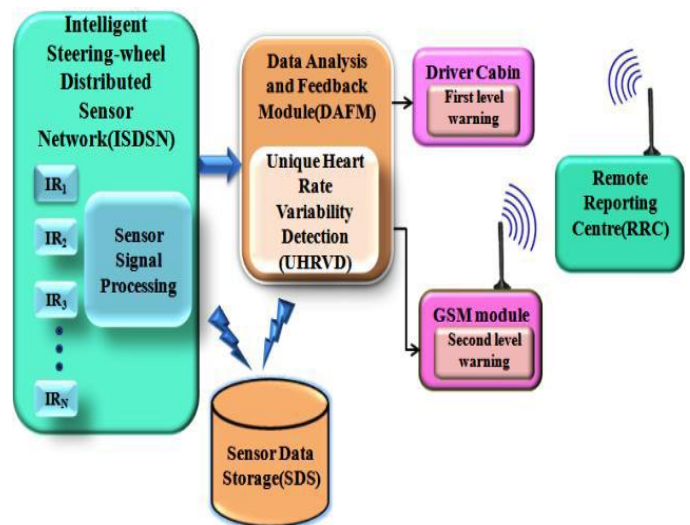 Intelligent
Steering-wheel
Distributed
Sensor
Network(ISDSN)
IR1
IR2
IR3
IRN
Sensor
Signal
Processing
Data Analysis
and Feedback
Module(DAFM)
Unique Heart
Rate
Variability
Detection
(UHRVD)
Sensor Data
Storage(SDS)
Driver Cabin
First level
warning
GSM module
Second level
warning
Remote
Reporting
Centre(RRC)